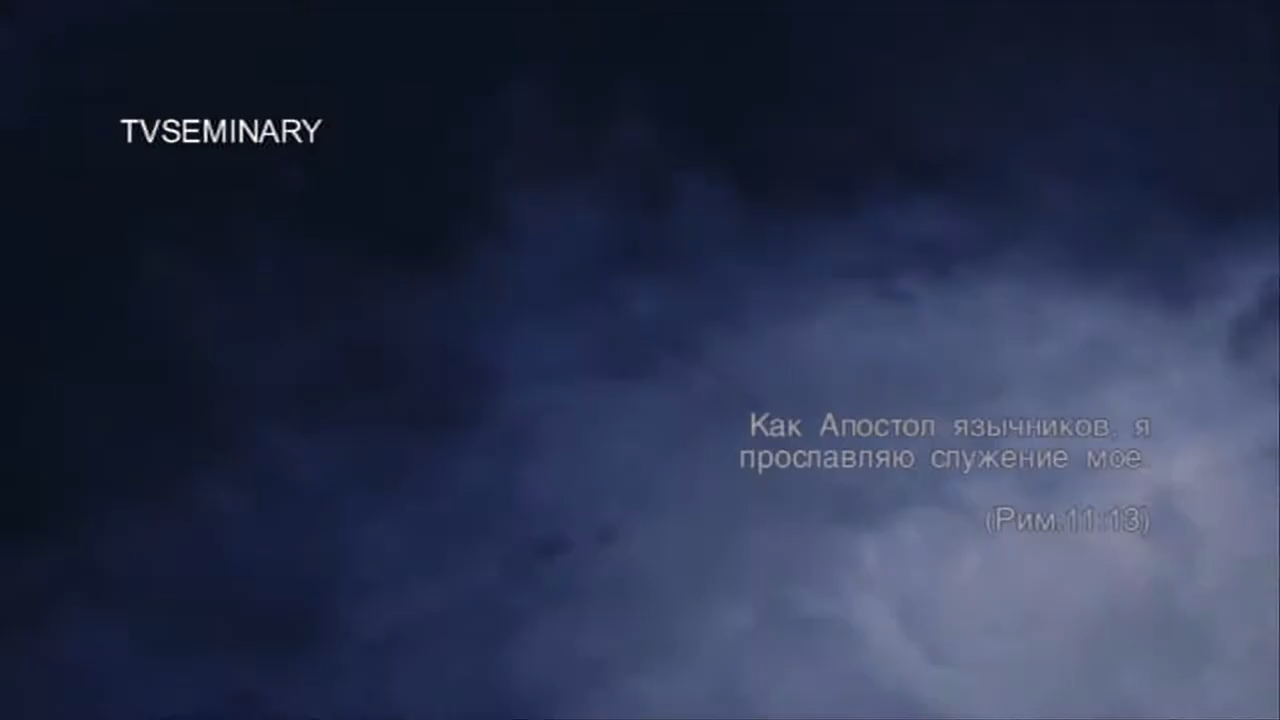 TVSEMINARY
Как Апостол язычников, я
прославляю служение мое.
(Рим.11:13)